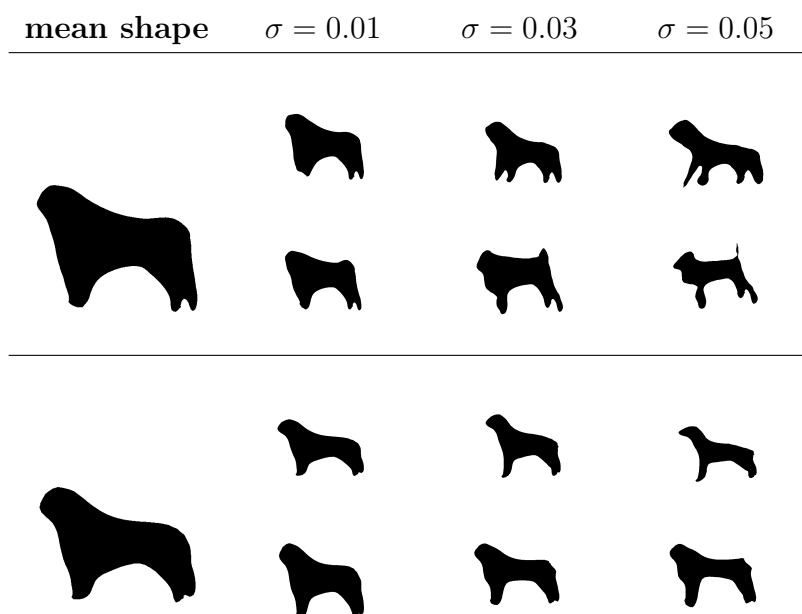 mean shape σ = 0.01 σ = 0.03 σ = 0.05